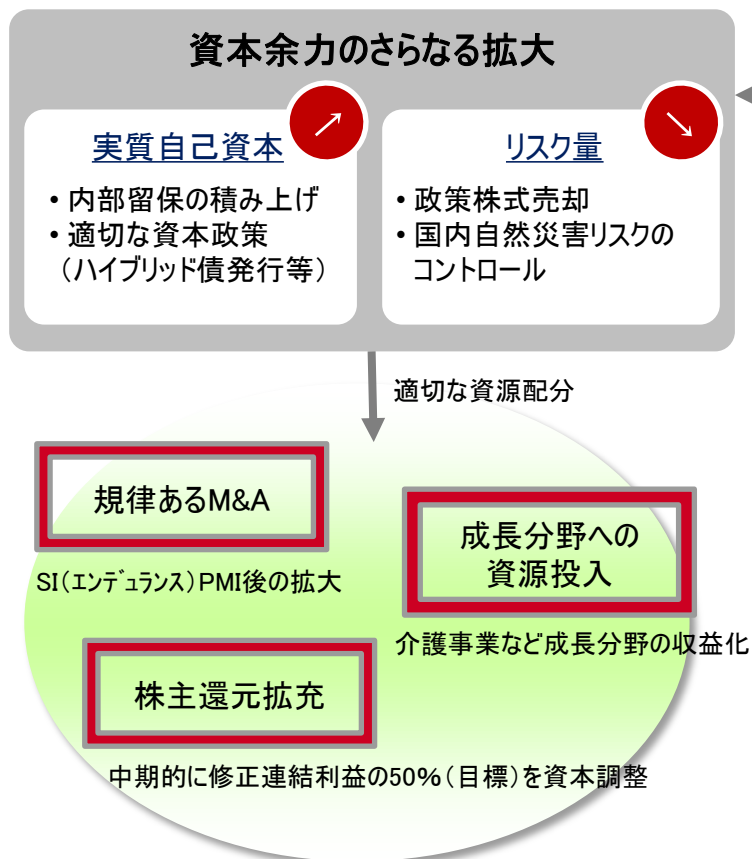 資本余力のさらなる拡大
実質自己資本
↗
• 内部留保の積み上げ
• 適切な資本政策
（ハイブリッド債発行等）
リスク量
↘
• 政策株式売却
• 国内自然災害リスクの
コントロール
適切な資源配分
規律あるM&A
SI（ｴﾝﾃﾞｭﾗﾝｽ）PMI後の拡大
成長分野への
資源投入
介護事業など成長分野の収益化
株主還元拡充
中期的に修正連結利益の50%（目標）を資本調整